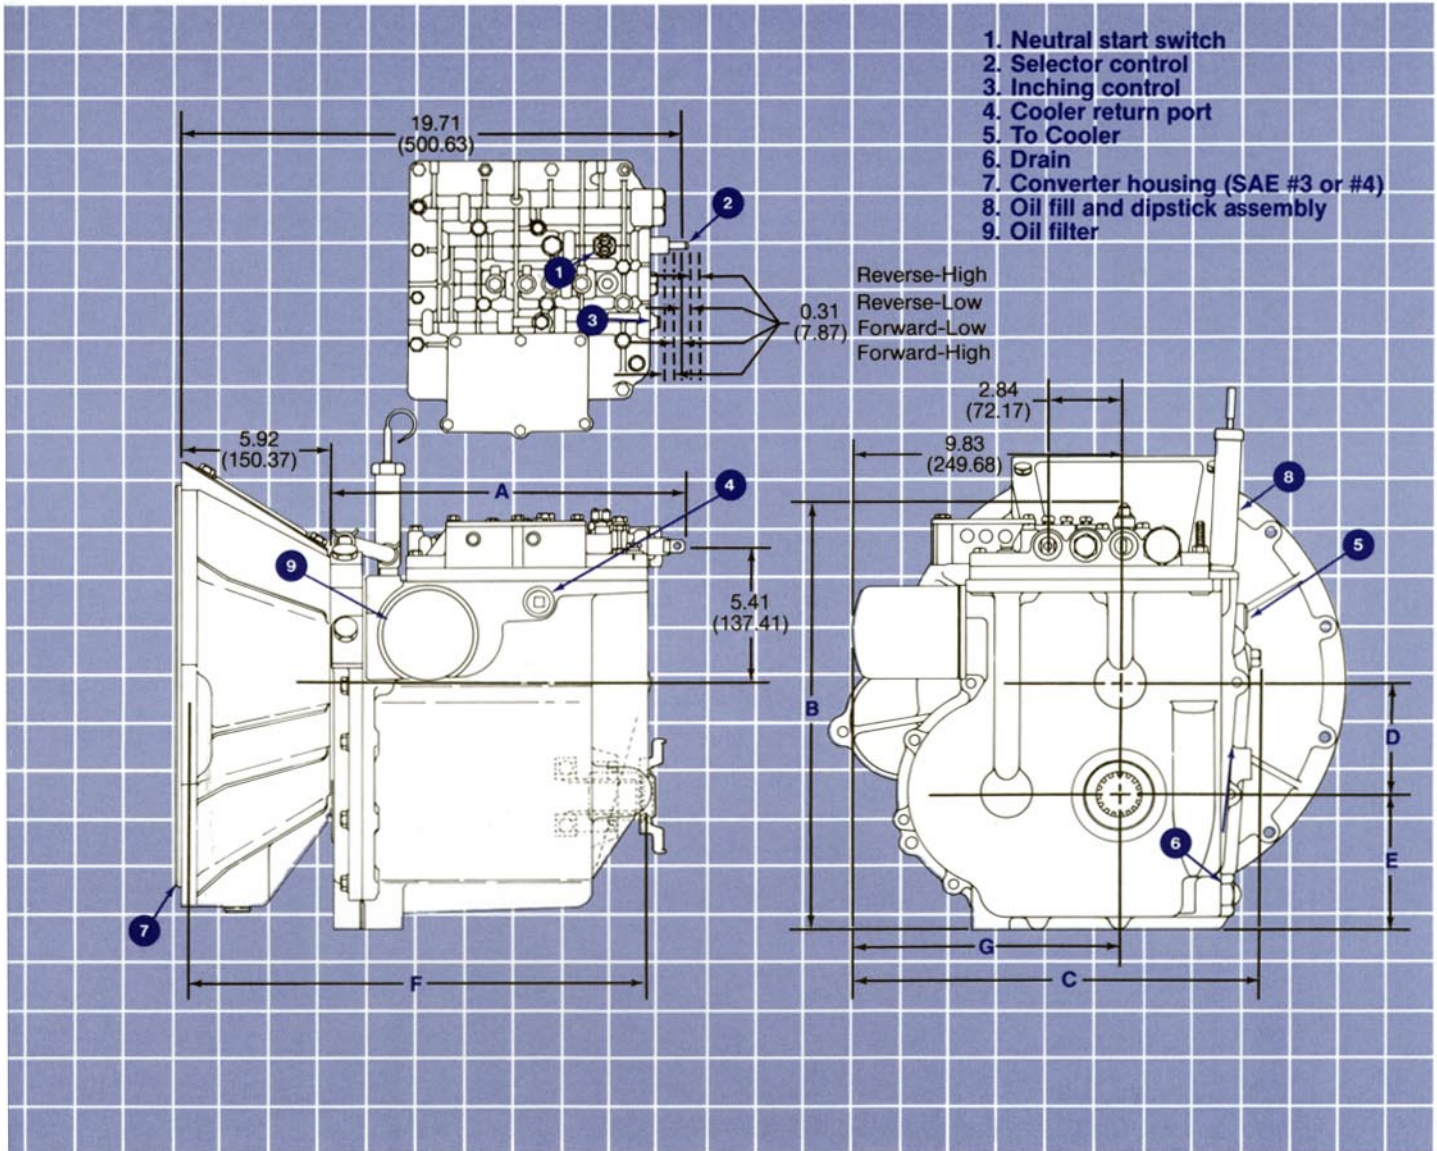 1. Neutral start switch
2. Selector control
3. Inching control
4. Cooler return port
5. To Cooler
6. Drain
7. Converter housing (SAE #3 or #4)
8. Oil fill and dipstick assembly
9. Oil filter
19.71
(500.63)
2
1
3
Reverse-High
Reverse-Low
Forward-Low
Forward-High
0.31
(7.87)
5.92
(150.37)
A
4
9
5.41
(137.41)
7
F
2.84
(72.17)
9.83
(249.68)
8
5
B
D
6
E
G
C